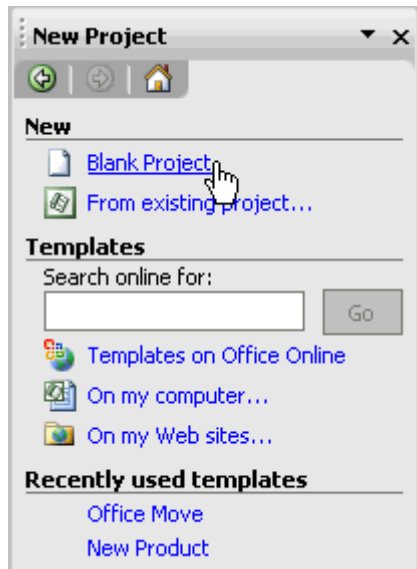 New Project
New
Blank Project
From existing project...
Templates
Search online for:
Go
Templates on Office Online
On my computer...
On my Web sites...
Recently used templates
Office Move
New Product